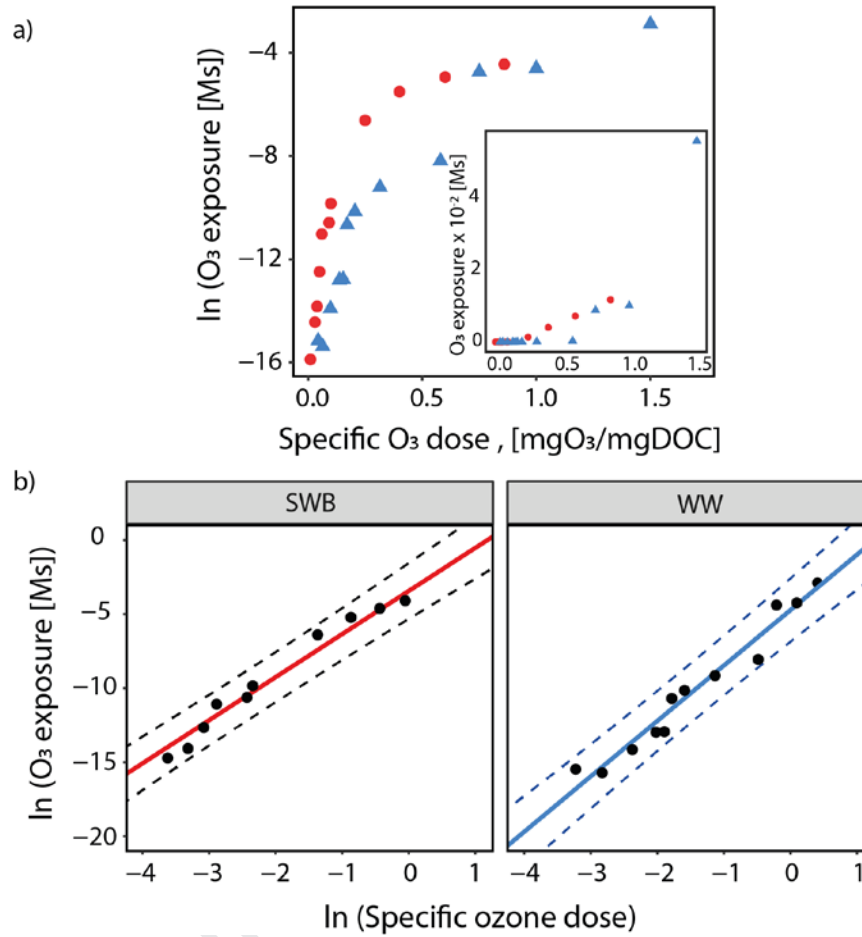 a)
−4
−8
−12
−16
ln (O₃ exposure [Ms])
0.0 0.5 1.0 1.5
Specific O₃ dose , [mgO₃/mgDOC]
O₃ exposure x 10⁻² [Ms]
4
2
0
0.0 0.5 1.0 1.5
b)
SWB WW
ln (O₃ exposure [Ms])
0
−5
−10
−15
−20
−4 −3 −2 −1 0 1 −4 −3 −2 −1 0 1
ln (Specific ozone dose)